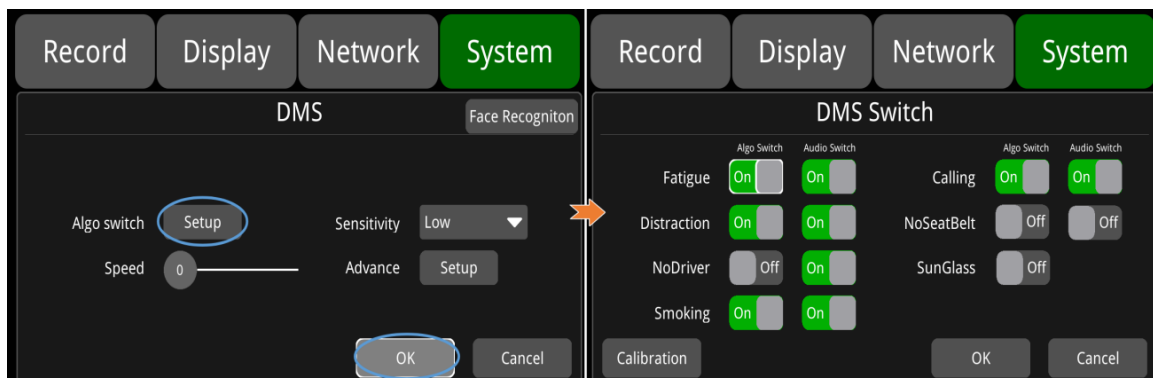 Record Display Network System
DMS
Face Recogniton
Algo switch Setup Sensitivity Low
Speed 0 Advance Setup
OK Cancel
Record Display Network System
DMS Switch
Algo Switch Audio Switch Algo Switch Audio Switch
Fatigue On On Calling On On
Distraction On On NoSeatBelt Off Off
NoDriver Off On SunGlass Off
Smoking On On
Calibration OK Cancel